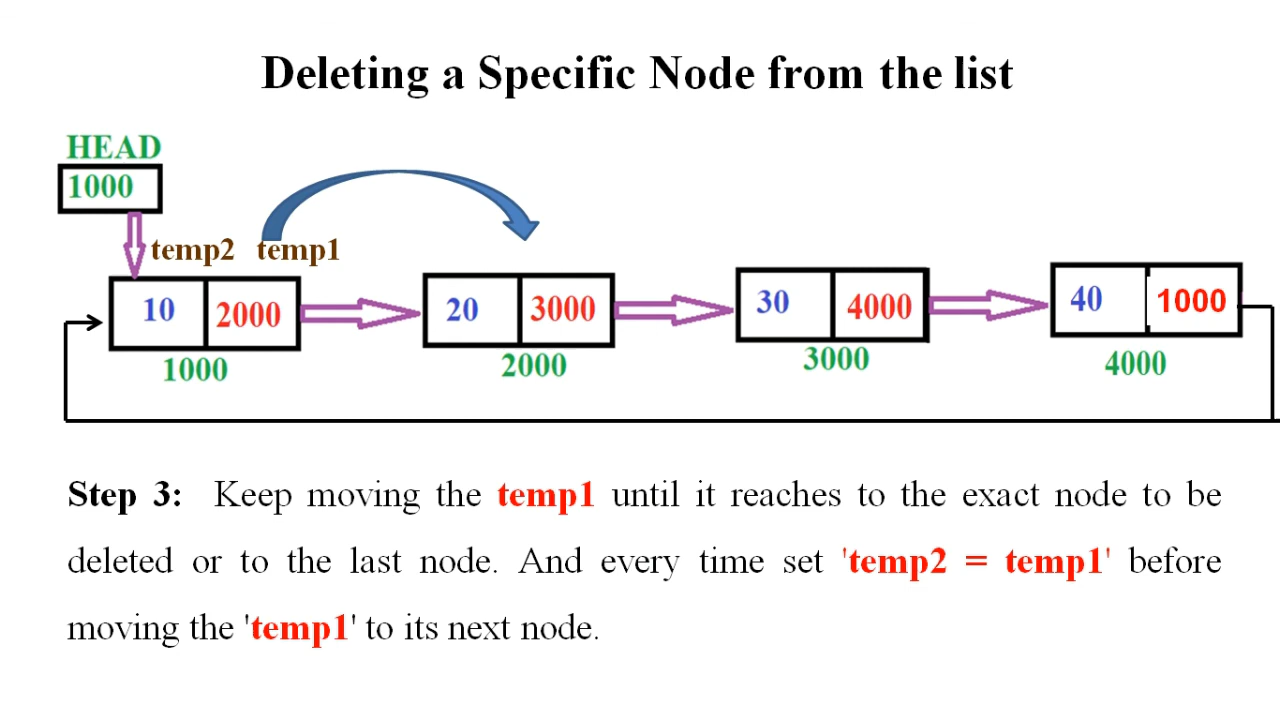 Deleting a Specific Node from the list
HEAD
1000
temp2 temp1
10 2000 20 3000 30 4000 40 1000
1000 2000 3000 4000
Step 3: Keep moving the temp1 until it reaches to the exact node to be
deleted or to the last node. And every time set 'temp2 = temp1' before
moving the 'temp1' to its next node.